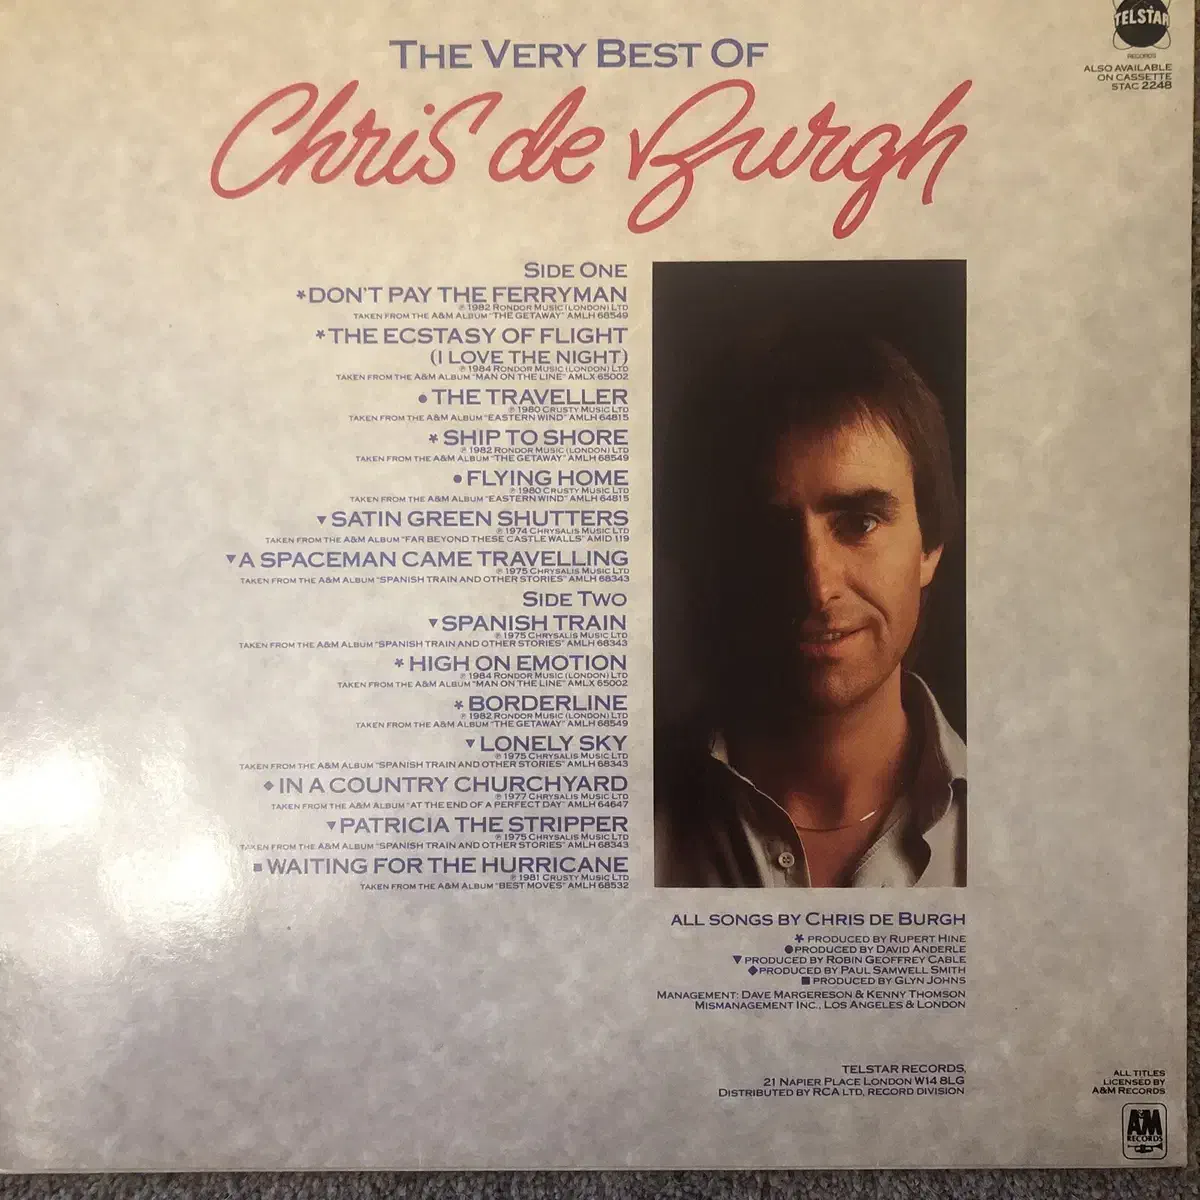 TELSTAR
RECORDS
ALSO AVAILABLE
ON CASSETTE
STAC 2248
THE VERY BEST OF
Chris de Burgh
SIDE ONE
*DON'T PAY THE FERRYMAN
℗ 1982 RONDOR MUSIC (LONDON) LTD
TAKEN FROM THE A&M ALBUM "THE GETAWAY" AMLH 68549
*THE ECSTASY OF FLIGHT
(I LOVE THE NIGHT)
℗ 1984 RONDOR MUSIC (LONDON) LTD
TAKEN FROM THE A&M ALBUM "MAN ON THE LINE" AMLX 65002
● THE TRAVELLER
℗ 1980 CRUSTY MUSIC LTD
TAKEN FROM THE A&M ALBUM "EASTERN WIND" AMLH 64815
* SHIP TO SHORE
℗ 1982 RONDOR MUSIC (LONDON) LTD
TAKEN FROM THE A&M ALBUM "THE GETAWAY" AMLH 68549
● FLYING HOME
℗ 1980 CRUSTY MUSIC LTD
TAKEN FROM THE A&M ALBUM "EASTERN WIND" AMLH 64815
▼ SATIN GREEN SHUTTERS
℗ 1974 CHRYSALIS MUSIC LTD
TAKEN FROM THE A&M ALBUM "FAR BEYOND THESE CASTLE WALLS" AMID 119
▼ A SPACEMAN CAME TRAVELLING
℗ 1975 CHRYSALIS MUSIC LTD
TAKEN FROM THE A&M ALBUM "SPANISH TRAIN AND OTHER STORIES" AMLH 68343
SIDE TWO
▼ SPANISH TRAIN
℗ 1975 CHRYSALIS MUSIC LTD
TAKEN FROM THE A&M ALBUM "SPANISH TRAIN AND OTHER STORIES" AMLH 68343
* HIGH ON EMOTION
℗ 1984 RONDOR MUSIC (LONDON) LTD
TAKEN FROM THE A&M ALBUM "MAN ON THE LINE" AMLX 65002
* BORDERLINE
℗ 1982 RONDOR MUSIC (LONDON) LTD
TAKEN FROM THE A&M ALBUM "THE GETAWAY" AMLH 68549
▼ LONELY SKY
℗ 1975 CHRYSALIS MUSIC LTD
TAKEN FROM THE A&M ALBUM "SPANISH TRAIN AND OTHER STORIES" AMLH 68343
◆ IN A COUNTRY CHURCHYARD
℗ 1977 CHRYSALIS MUSIC LTD
TAKEN FROM THE A&M ALBUM "AT THE END OF A PERFECT DAY" AMLH 64647
▼ PATRICIA THE STRIPPER
℗ 1975 CHRYSALIS MUSIC LTD
TAKEN FROM THE A&M ALBUM "SPANISH TRAIN AND OTHER STORIES" AMLH 68343
■ WAITING FOR THE HURRICANE
℗ 1981 CRUSTY MUSIC LTD
TAKEN FROM THE A&M ALBUM "BEST MOVES" AMLH 68532
ALL SONGS BY CHRIS DE BURGH
* PRODUCED BY RUPERT HINE
● PRODUCED BY DAVID ANDERLE
▼ PRODUCED BY ROBIN GEOFFREY CABLE
◆ PRODUCED BY PAUL SAMWELL SMITH
■ PRODUCED BY GLYN JOHNS
MANAGEMENT: DAVE MARGERESON & KENNY THOMSON
MISMANAGEMENT INC., LOS ANGELES & LONDON
TELSTAR RECORDS,
21 NAPIER PLACE LONDON W14 8LG
DISTRIBUTED BY RCA LTD, RECORD DIVISION
ALL TITLES
LICENSED BY
A&M RECORDS
A&M
RECORDS